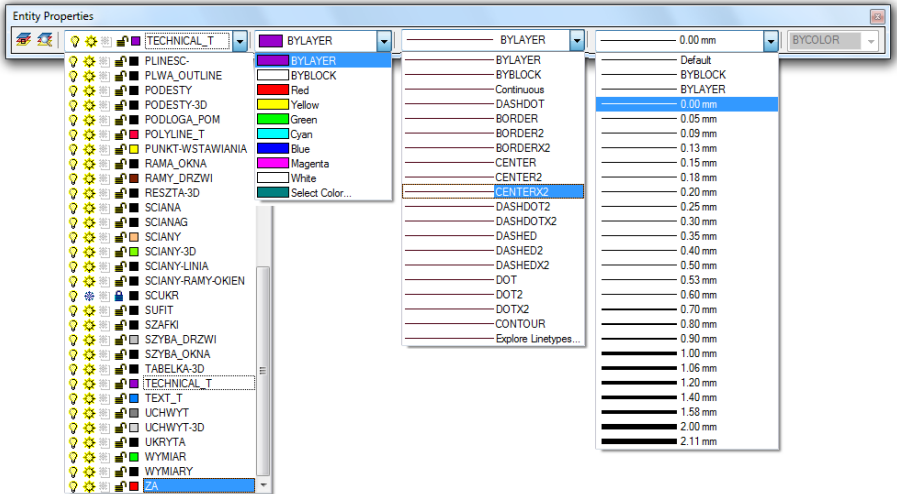 Entity Properties
TECHNICAL_T
BYLAYER
BYLAYER
0.00 mm
BYCOLOR
PLINESC-
PLWA_OUTLINE
PODESTY
PODESTY-3D
PODLOGA_POM
POLYLINE_T
PUNKT-WSTAWIANIA
RAMA_OKNA
RAMY_DRZWI
RESZTA-3D
SCIANA
SCIANAG
SCIANY
SCIANY-3D
SCIANY-LINIA
SCIANY-RAMY-OKIEN
SCUKR
SUFIT
SZAFKI
SZYBA_DRZWI
SZYBA_OKNA
TABELKA-3D
TECHNICAL_T
TEXT_T
UCHWYT
UCHWYT-3D
UKRYTA
WYMIAR
WYMIARY
ZA
BYLAYER
BYBLOCK
Red
Yellow
Green
Cyan
Blue
Magenta
White
Select Color...
BYLAYER
BYBLOCK
Continuous
DASHDOT
BORDER
BORDER2
BORDERX2
CENTER
CENTER2
CENTERX2
DASHDOT2
DASHDOTX2
DASHED
DASHED2
DASHEDX2
DOT
DOT2
DOTX2
CONTOUR
Explore Linetypes...
Default
BYBLOCK
BYLAYER
0.00 mm
0.05 mm
0.09 mm
0.13 mm
0.15 mm
0.18 mm
0.20 mm
0.25 mm
0.30 mm
0.35 mm
0.40 mm
0.50 mm
0.53 mm
0.60 mm
0.70 mm
0.80 mm
0.90 mm
1.00 mm
1.06 mm
1.20 mm
1.40 mm
1.58 mm
2.00 mm
2.11 mm